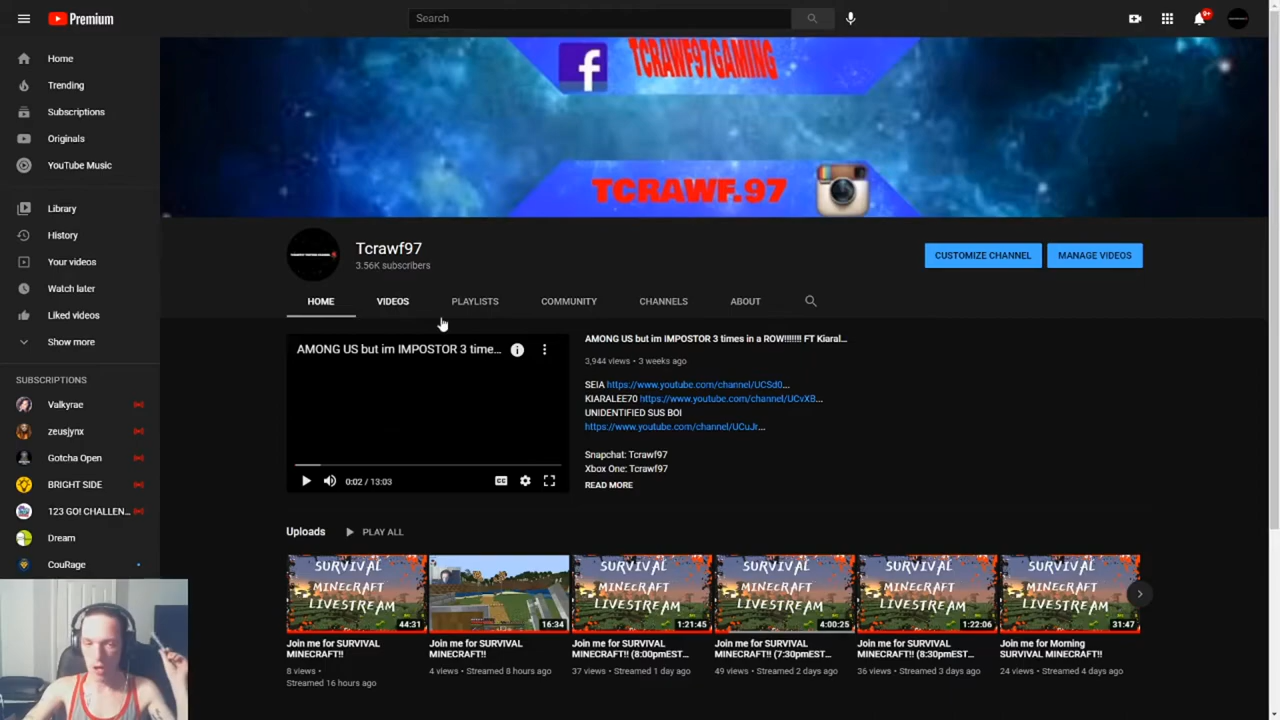 Premium
Search
9+
Home
Trending
Subscriptions
Originals
YouTube Music
Library
History
Your videos
Watch later
Liked videos
Show more
SUBSCRIPTIONS
Valkyrae
zeusjynx
Gotcha Open
BRIGHT SIDE
123 GO! CHALLEN...
Dream
CouRage
TCRAWF97GAMING
TCRAWF.97
Tcrawf97
3.56K subscribers
CUSTOMIZE CHANNEL
MANAGE VIDEOS
HOME VIDEOS PLAYLISTS COMMUNITY CHANNELS ABOUT
AMONG US but im IMPOSTOR 3 time...
0:02 / 13:03
AMONG US but im IMPOSTOR 3 times in a ROW!!!!!!! FT Kiaral...
3,944 views • 3 weeks ago
SEIA https://www.youtube.com/channel/UCSd0...
KIARALEE70 https://www.youtube.com/channel/UCvXB...
UNIDENTIFIED SUS BOI
https://www.youtube.com/channel/UCuJr...
Snapchat: Tcrawf97
Xbox One: Tcrawf97
READ MORE
Uploads PLAY ALL
SURVIVAL
MINECRAFT
LIVESTREAM
44:31
Join me for SURVIVAL
MINECRAFT!!
8 views •
Streamed 16 hours ago
16:34
Join me for SURVIVAL
MINECRAFT!!
4 views • Streamed 8 hours ago
SURVIVAL
MINECRAFT
LIVESTREAM
1:21:45
Join me for SURVIVAL
MINECRAFT!! (8:00pmEST...
37 views • Streamed 1 day ago
SURVIVAL
MINECRAFT
LIVESTREAM
4:00:25
Join me for SURVIVAL
MINECRAFT!! (7:30pmEST...
49 views • Streamed 2 days ago
SURVIVAL
MINECRAFT
LIVESTREAM
1:22:06
Join me for SURVIVAL
MINECRAFT!! (8:30pmEST...
36 views • Streamed 3 days ago
SURVIVAL
MINECRAFT
LIVESTREAM
31:47
Join me for Morning
SURVIVAL MINECRAFT!!
24 views • Streamed 4 days ago